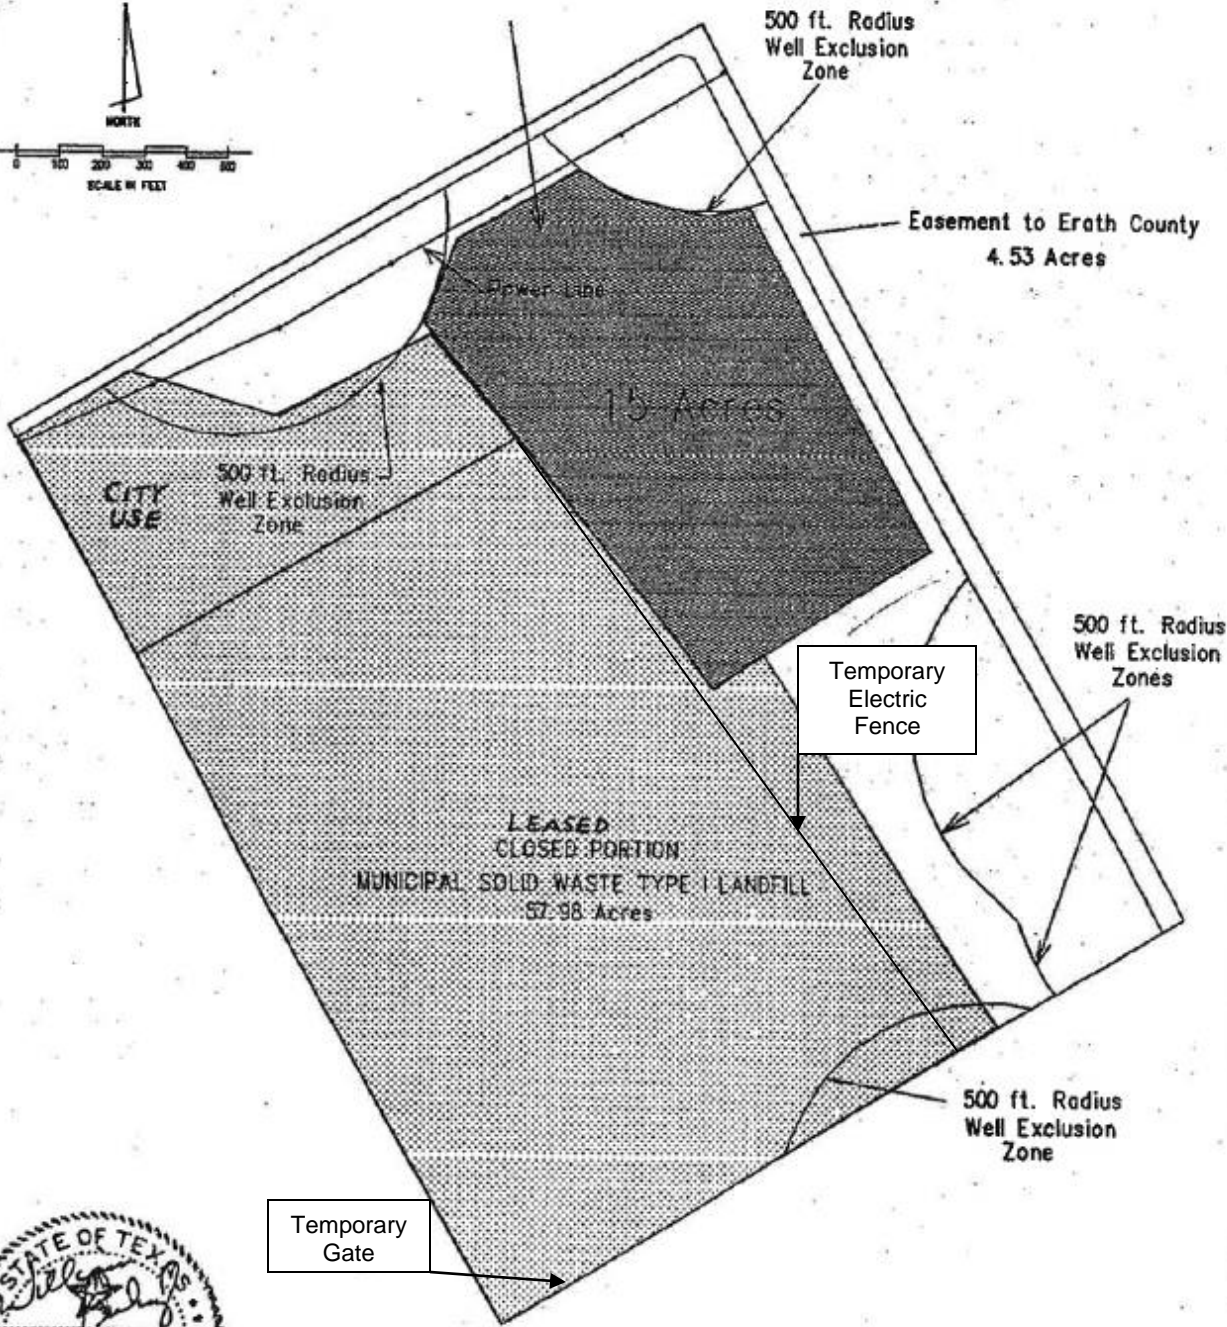 500 ft. Radius
Well Exclusion
Zone
NORTH
0 100 200 300 400 500
SCALE IN FEET
Easement to Erath County
4.53 Acres
Power Line
15 Acres
CITY
USE
500 ft. Radius
Well Exclusion
Zone
500 ft. Radius
Well Exclusion
Zones
Temporary
Electric
Fence
LEASED
CLOSED PORTION
MUNICIPAL SOLID WASTE TYPE I LANDFILL
57.98 Acres
500 ft. Radius
Well Exclusion
Zone
Temporary
Gate
STATE OF TEXAS